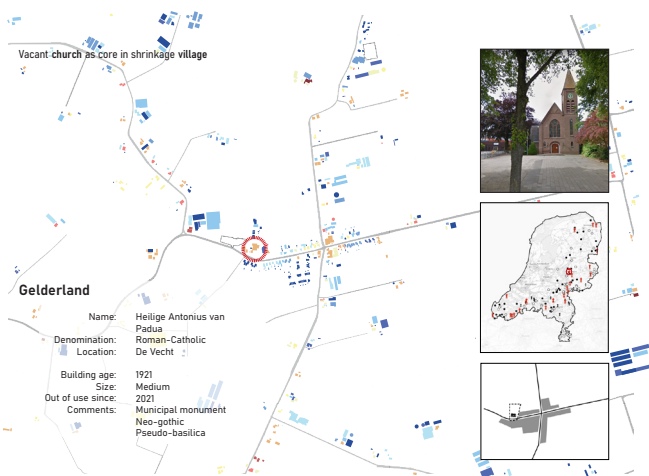 Vacant church as core in shrinkage village
Gelderland
Name: Heilige Antonius van
Padua
Denomination: Roman-Catholic
Location: De Vecht
Building age: 1921
Size: Medium
Out of use since: 2021
Comments: Municipal monument
Neo-gothic
Pseudo-basilica